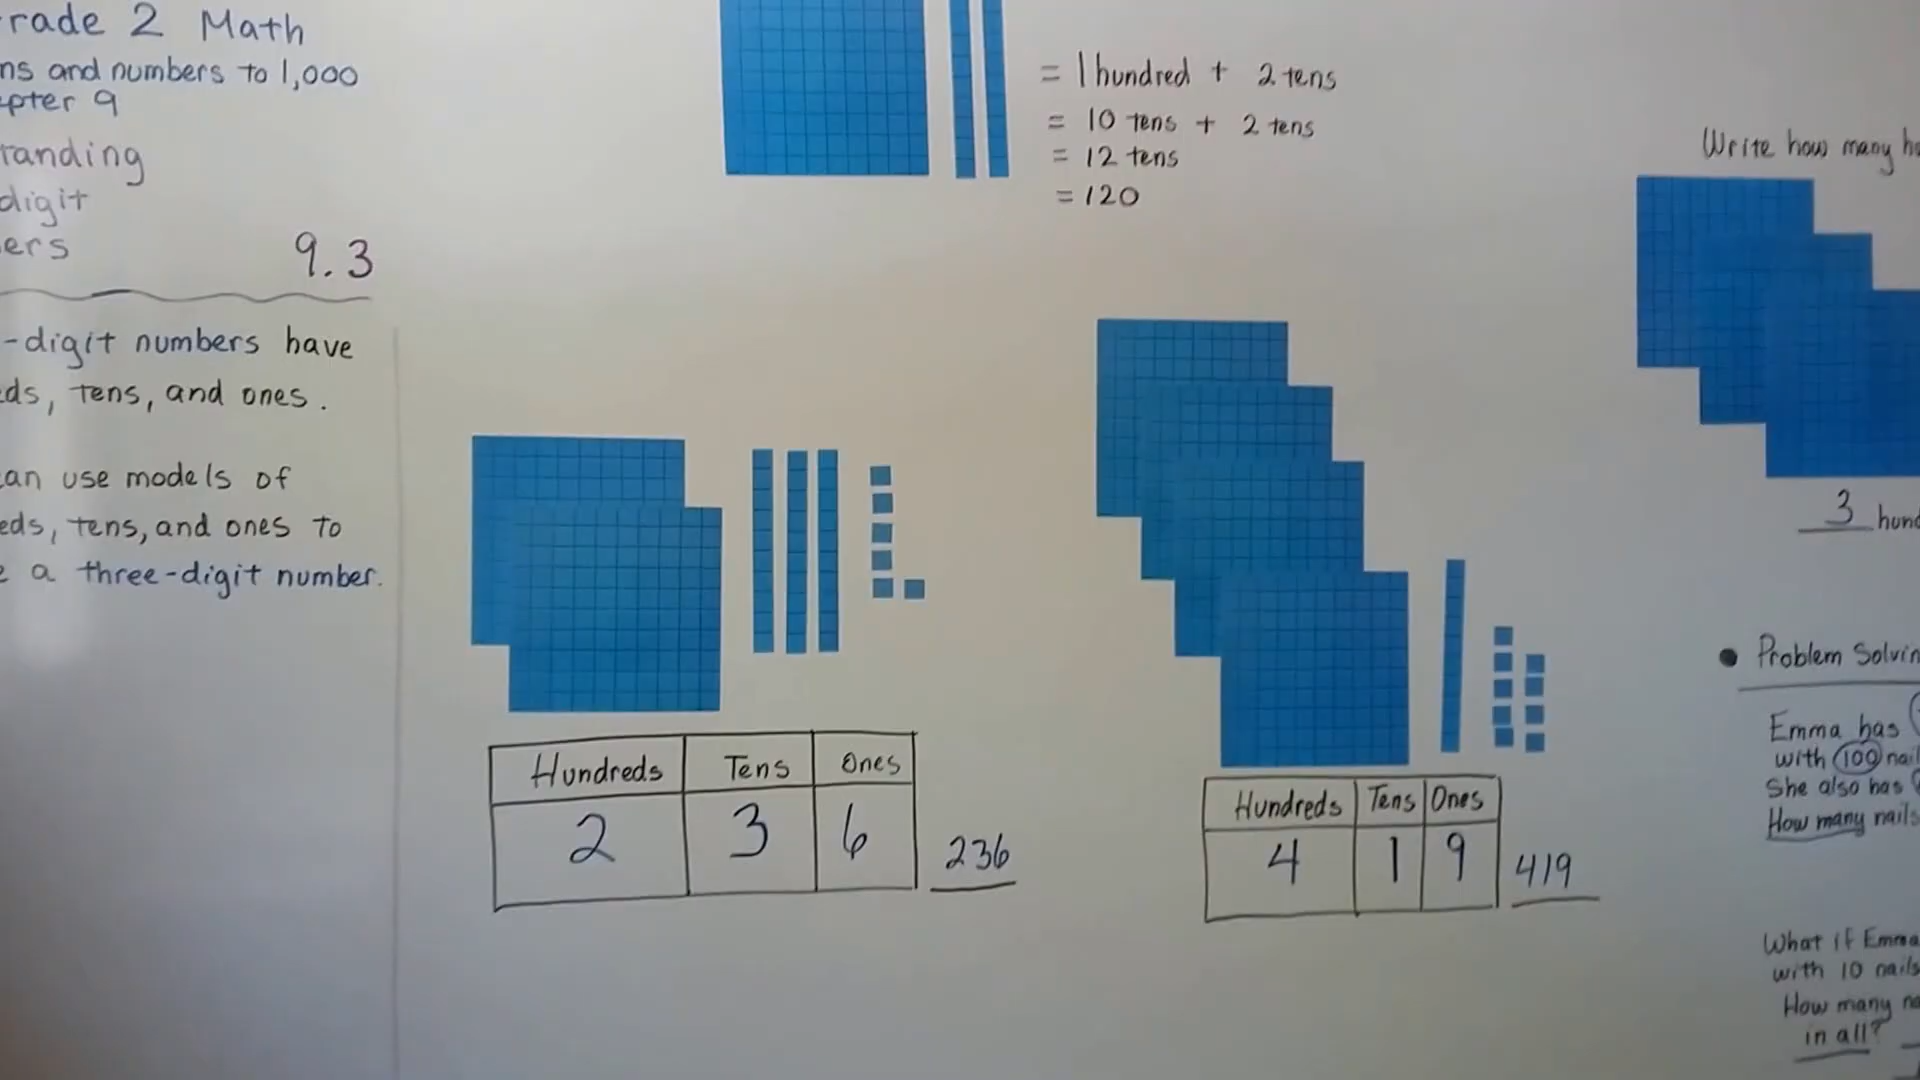 rade 2 Math
ns and numbers to 1,000
pter 9
randing
digit
ers
9.3
-digit numbers have
ds, tens, and ones.
an use models of
eds, tens, and ones to
e a three-digit number.
= 1 hundred + 2 tens
= 10 tens + 2 tens
= 12 tens
= 120
Hundreds Tens Ones
2 3 6 236
Hundreds Tens Ones
4 1 9 419
Write how many h
3 hund
• Problem Solvin
Emma has
with 100 nail
She also has
How many nails
What if Emma
with 10 nails
How many na
in all?